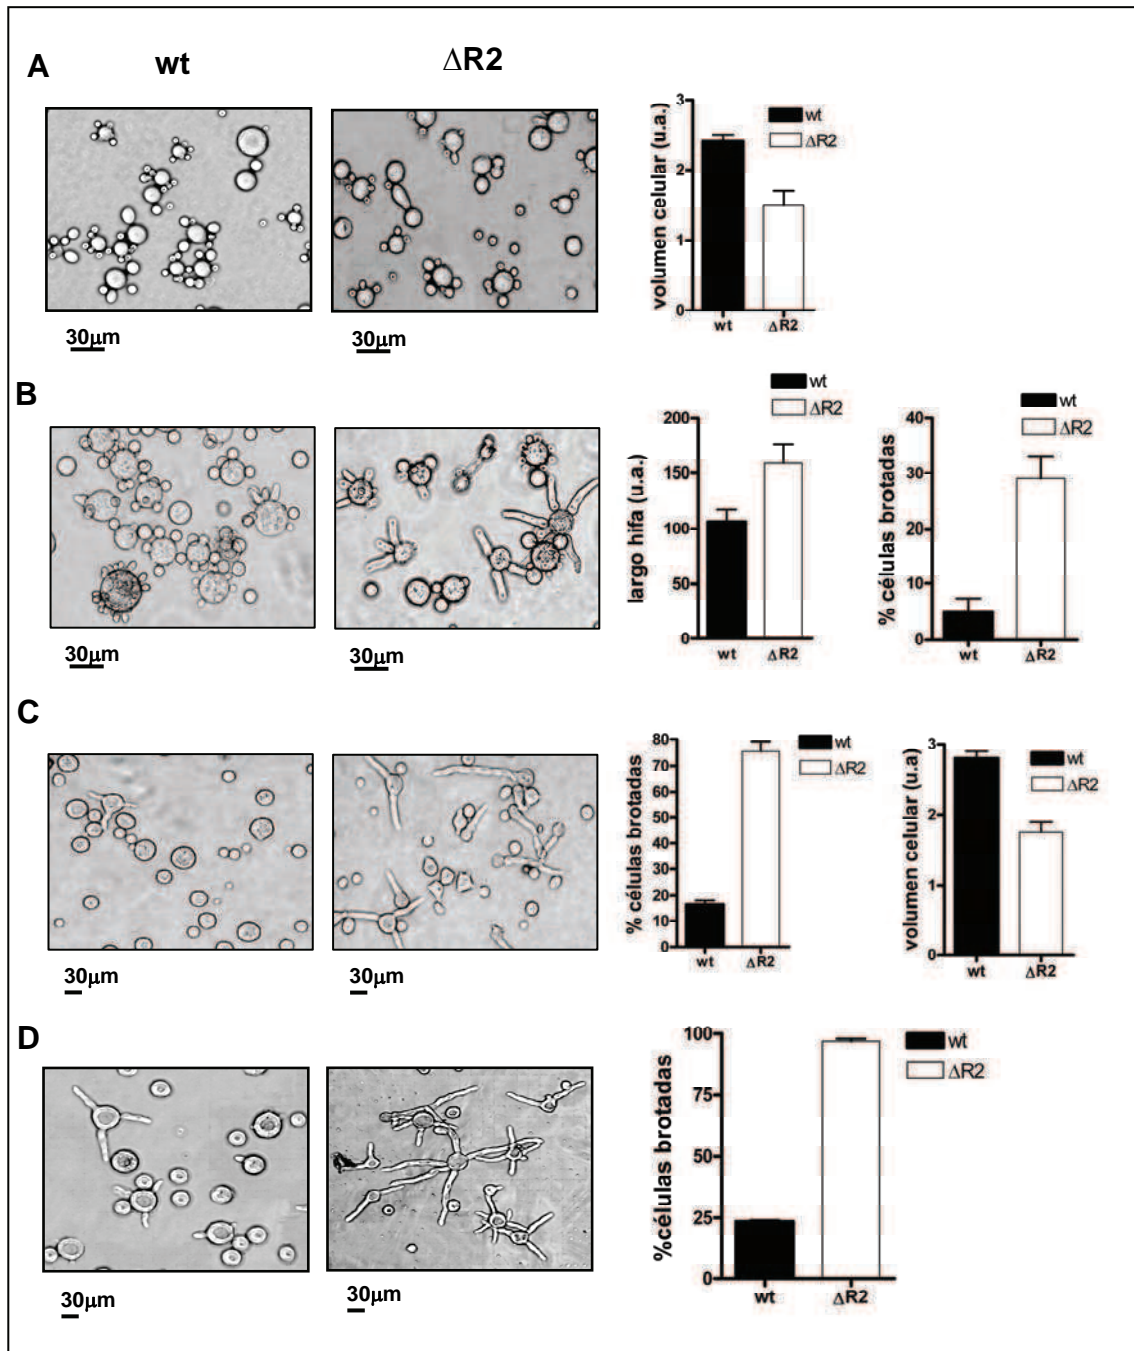 A
wt
ΔR2
30μm
30μm
volumen celular (u.a.)
3
2
1
0
wt
ΔR2
wt
ΔR2
B
30μm
30μm
largo hifa (u.a.)
200
150
100
50
0
wt
ΔR2
wt
ΔR2
% células brotadas
40
30
20
10
0
wt
ΔR2
wt
ΔR2
C
30μm
30μm
% células brotadas
80
70
60
50
40
30
20
10
0
wt
ΔR2
wt
ΔR2
volumen celular (u.a)
3
2
1
0
wt
ΔR2
wt
ΔR2
D
30μm
30μm
%células brotadas
100
75
50
25
0
wt
ΔR2
wt
ΔR2